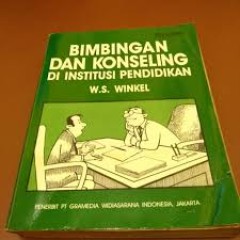 BIMBINGAN
DAN KONSELING
DI INSTITUSI PENDIDIKAN
W.S. WINKEL
PENERBIT PT GRAMEDIA WIDIASARANA INDONESIA, JAKARTA